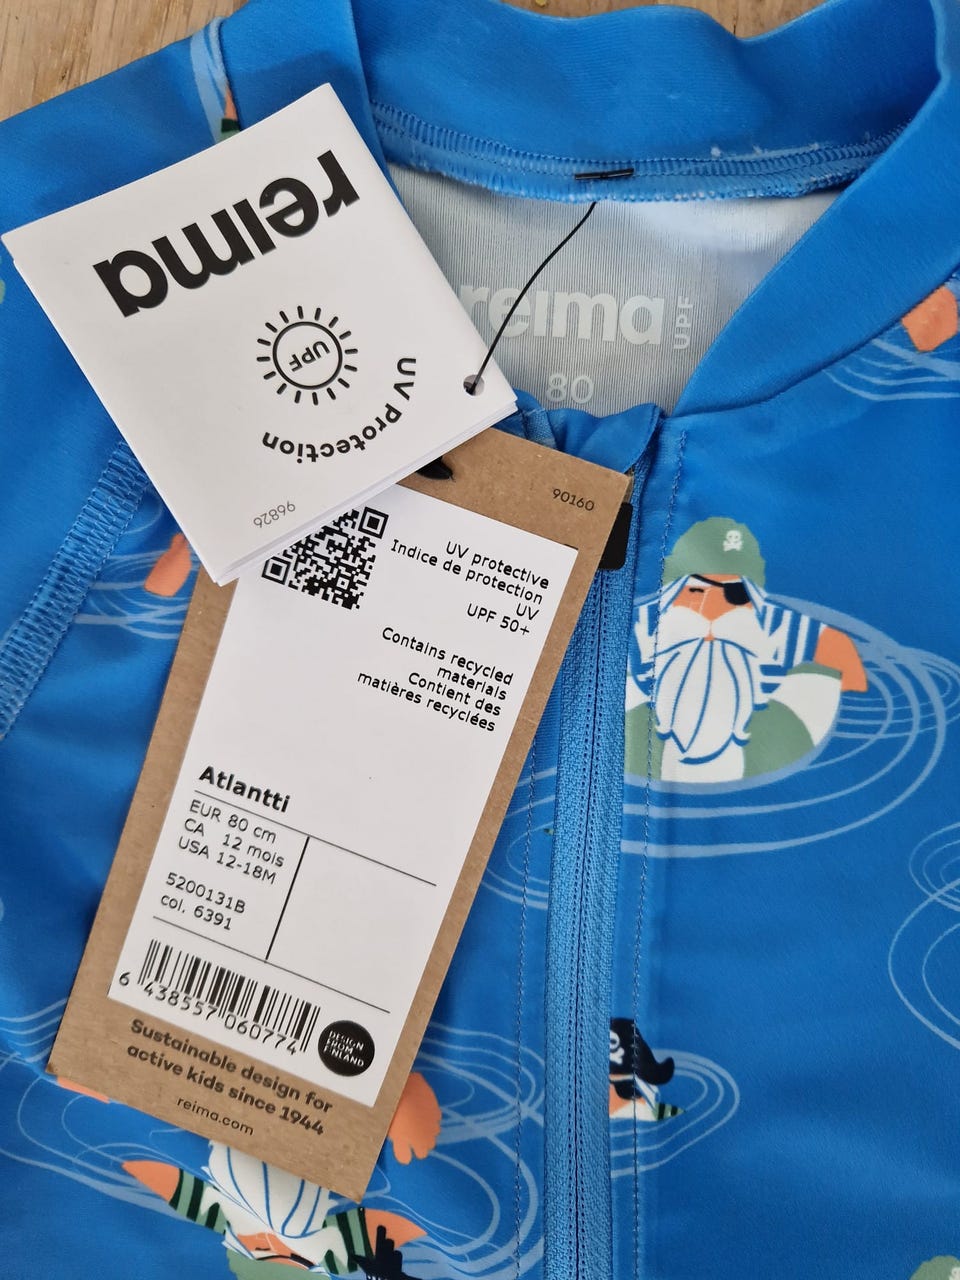 reima
UPF
UV Protection
96826
reima
UPF
80
90160
UV protective
Indice de protection
UV
UPF 50+
Contains recycled
materials
Contient des
matières recyclées
Atlantti
EUR 80 cm
CA 12 mois
USA 12-18M
5200131B
col. 6391
6 438557 060774
DESIGN
FROM
FINLAND
Sustainable design for
active kids since 1944
reima.com